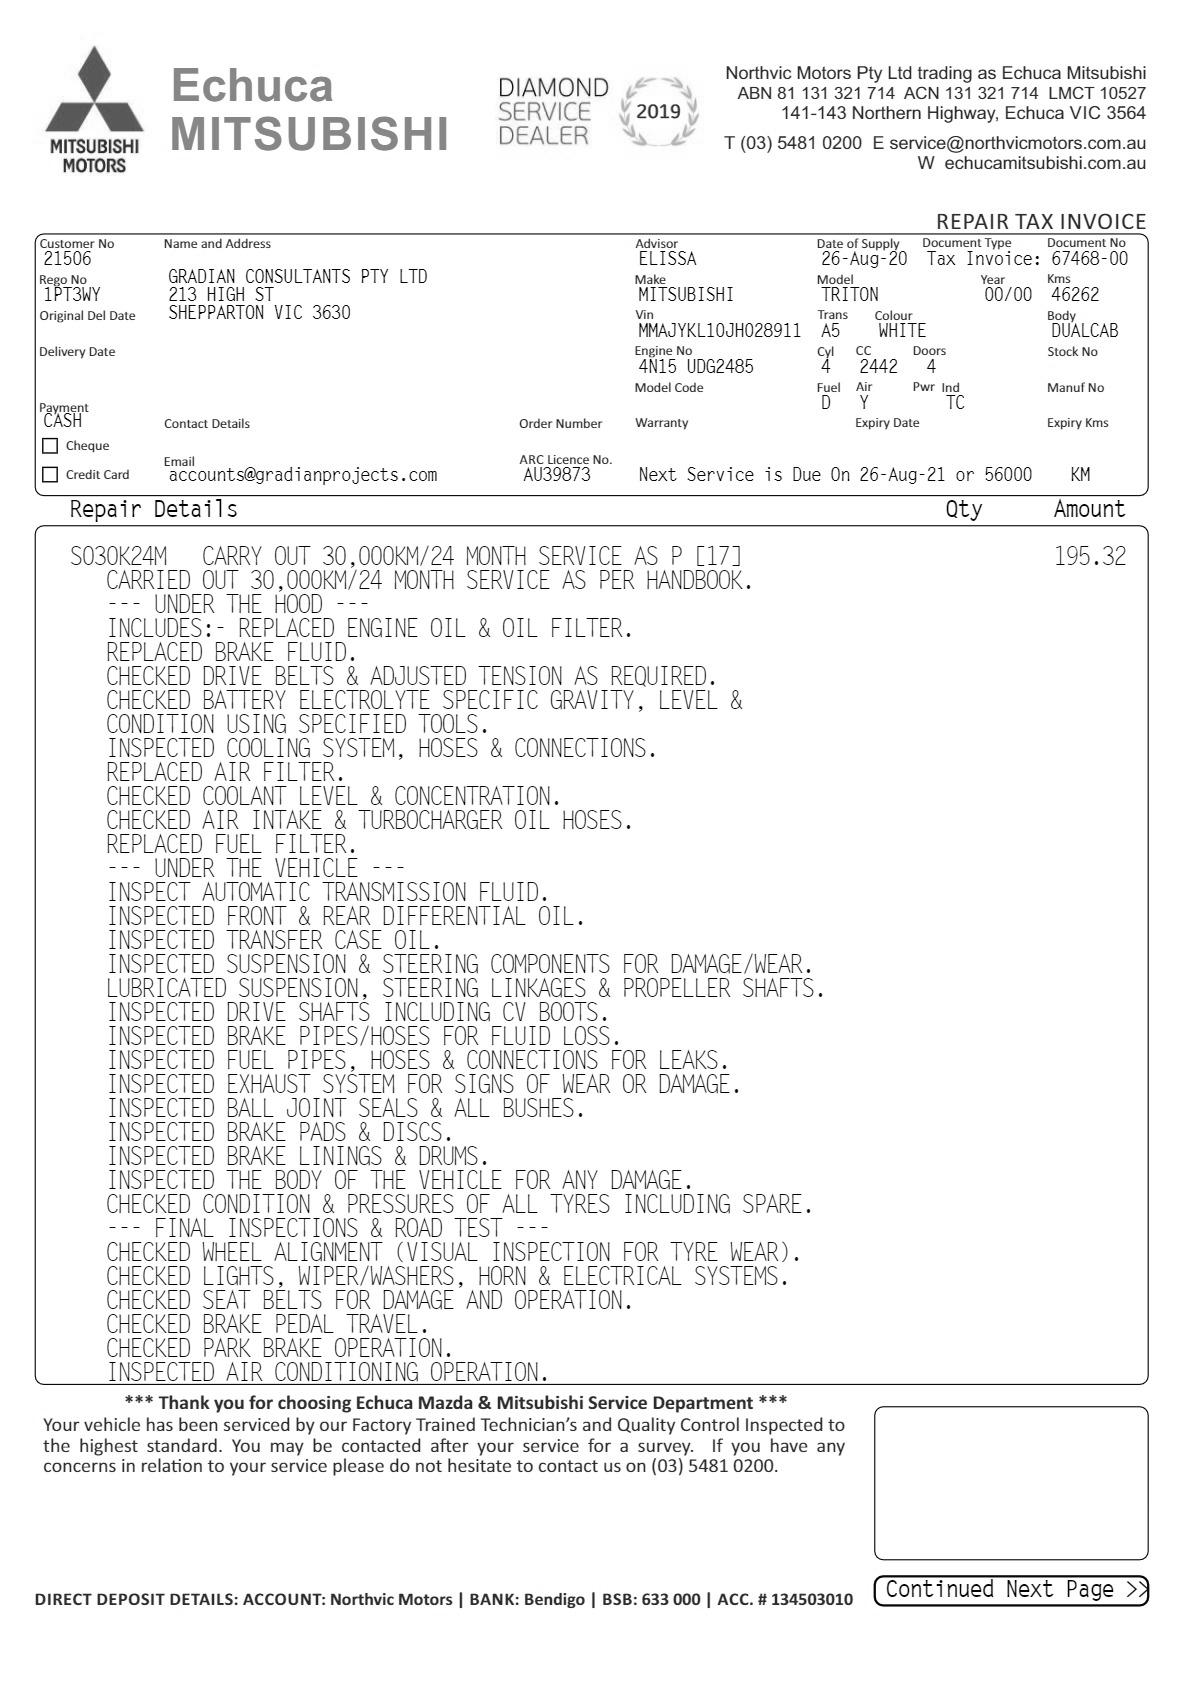 MITSUBISHI
MOTORS
Echuca
MITSUBISHI
DIAMOND
SERVICE
DEALER
2019
Northvic Motors Pty Ltd trading as Echuca Mitsubishi
ABN 81 131 321 714 ACN 131 321 714 LMCT 10527
141-143 Northern Highway, Echuca VIC 3564
T (03) 5481 0200 E service@northvicmotors.com.au
W echucamitsubishi.com.au
REPAIR TAX INVOICE
Customer No Name and Address Advisor Date of Supply Document Type Document No
21506 ELISSA 26-Aug-20 Tax Invoice: 67468-00
Rego No GRADIAN CONSULTANTS PTY LTD Make Model Year Kms
1PT3WY 213 HIGH ST MITSUBISHI TRITON 00/00 46262
Original Del Date SHEPPARTON VIC 3630 Vin Trans Colour Body
MMAJYKL10JH028911 A5 WHITE DUALCAB
Delivery Date Engine No Cyl CC Doors Stock No
4N15 UDG2485 4 2442 4
Model Code Fuel Air Pwr Ind Manuf No
D Y TC
Payment
CASH Contact Details Order Number Warranty Expiry Date Expiry Kms
Cheque
Email ARC Licence No.
Credit Card accounts@gradianprojects.com AU39873 Next Service is Due On 26-Aug-21 or 56000 KM
Repair Details Qty Amount
S030K24M CARRY OUT 30,000KM/24 MONTH SERVICE AS P [17] 195.32
CARRIED OUT 30,000KM/24 MONTH SERVICE AS PER HANDBOOK.
--- UNDER THE HOOD ---
INCLUDES:- REPLACED ENGINE OIL & OIL FILTER.
REPLACED BRAKE FLUID.
CHECKED DRIVE BELTS & ADJUSTED TENSION AS REQUIRED.
CHECKED BATTERY ELECTROLYTE SPECIFIC GRAVITY, LEVEL &
CONDITION USING SPECIFIED TOOLS.
INSPECTED COOLING SYSTEM, HOSES & CONNECTIONS.
REPLACED AIR FILTER.
CHECKED COOLANT LEVEL & CONCENTRATION.
CHECKED AIR INTAKE & TURBOCHARGER OIL HOSES.
REPLACED FUEL FILTER.
--- UNDER THE VEHICLE ---
INSPECT AUTOMATIC TRANSMISSION FLUID.
INSPECTED FRONT & REAR DIFFERENTIAL OIL.
INSPECTED TRANSFER CASE OIL.
INSPECTED SUSPENSION & STEERING COMPONENTS FOR DAMAGE/WEAR.
LUBRICATED SUSPENSION, STEERING LINKAGES & PROPELLER SHAFTS.
INSPECTED DRIVE SHAFTS INCLUDING CV BOOTS.
INSPECTED BRAKE PIPES/HOSES FOR FLUID LOSS.
INSPECTED FUEL PIPES, HOSES & CONNECTIONS FOR LEAKS.
INSPECTED EXHAUST SYSTEM FOR SIGNS OF WEAR OR DAMAGE.
INSPECTED BALL JOINT SEALS & ALL BUSHES.
INSPECTED BRAKE PADS & DISCS.
INSPECTED BRAKE LININGS & DRUMS.
INSPECTED THE BODY OF THE VEHICLE FOR ANY DAMAGE.
CHECKED CONDITION & PRESSURES OF ALL TYRES INCLUDING SPARE.
--- FINAL INSPECTIONS & ROAD TEST ---
CHECKED WHEEL ALIGNMENT (VISUAL INSPECTION FOR TYRE WEAR).
CHECKED LIGHTS, WIPER/WASHERS, HORN & ELECTRICAL SYSTEMS.
CHECKED SEAT BELTS FOR DAMAGE AND OPERATION.
CHECKED BRAKE PEDAL TRAVEL.
CHECKED PARK BRAKE OPERATION.
INSPECTED AIR CONDITIONING OPERATION.
*** Thank you for choosing Echuca Mazda & Mitsubishi Service Department ***
Your vehicle has been serviced by our Factory Trained Technician's and Quality Control Inspected to
the highest standard. You may be contacted after your service for a survey. If you have any
concerns in relation to your service please do not hesitate to contact us on (03) 5481 0200.
DIRECT DEPOSIT DETAILS: ACCOUNT: Northvic Motors | BANK: Bendigo | BSB: 633 000 | ACC. # 134503010
Continued Next Page >>